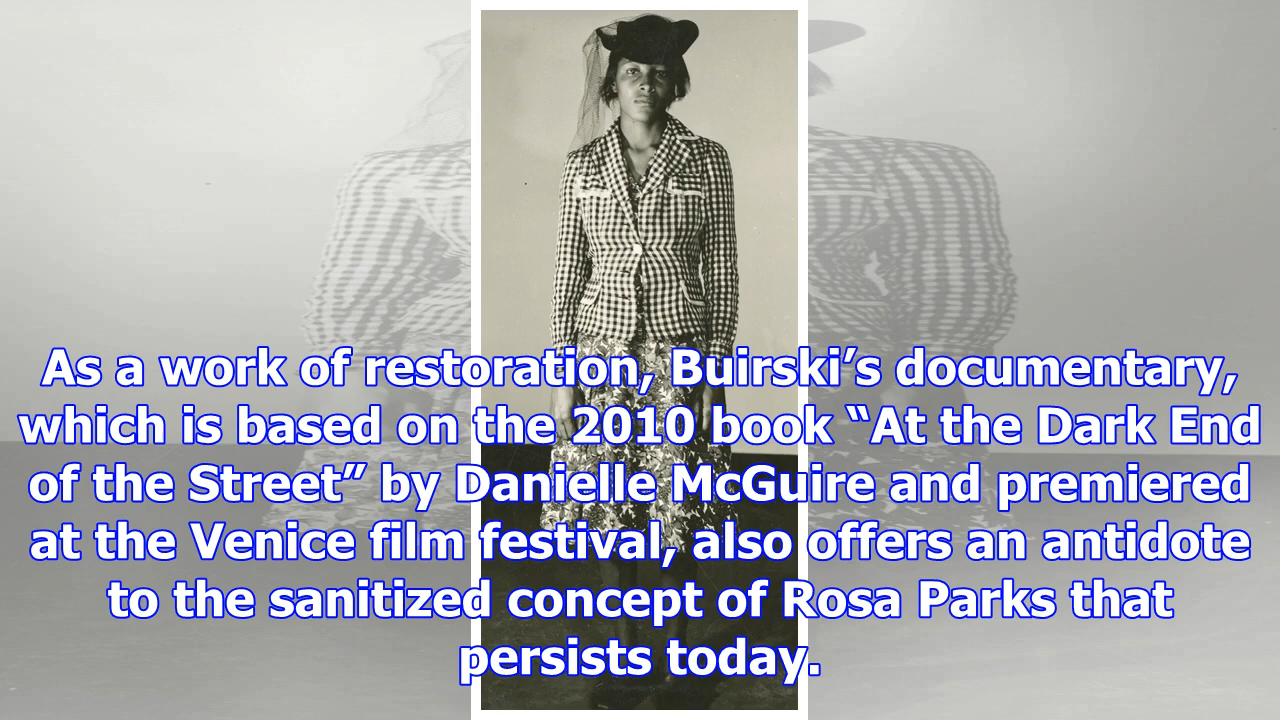 As a work of restoration, Buirski’s documentary,
which is based on the 2010 book “At the Dark End
of the Street” by Danielle McGuire and premiered
at the Venice film festival, also offers an antidote
to the sanitized concept of Rosa Parks that
persists today.